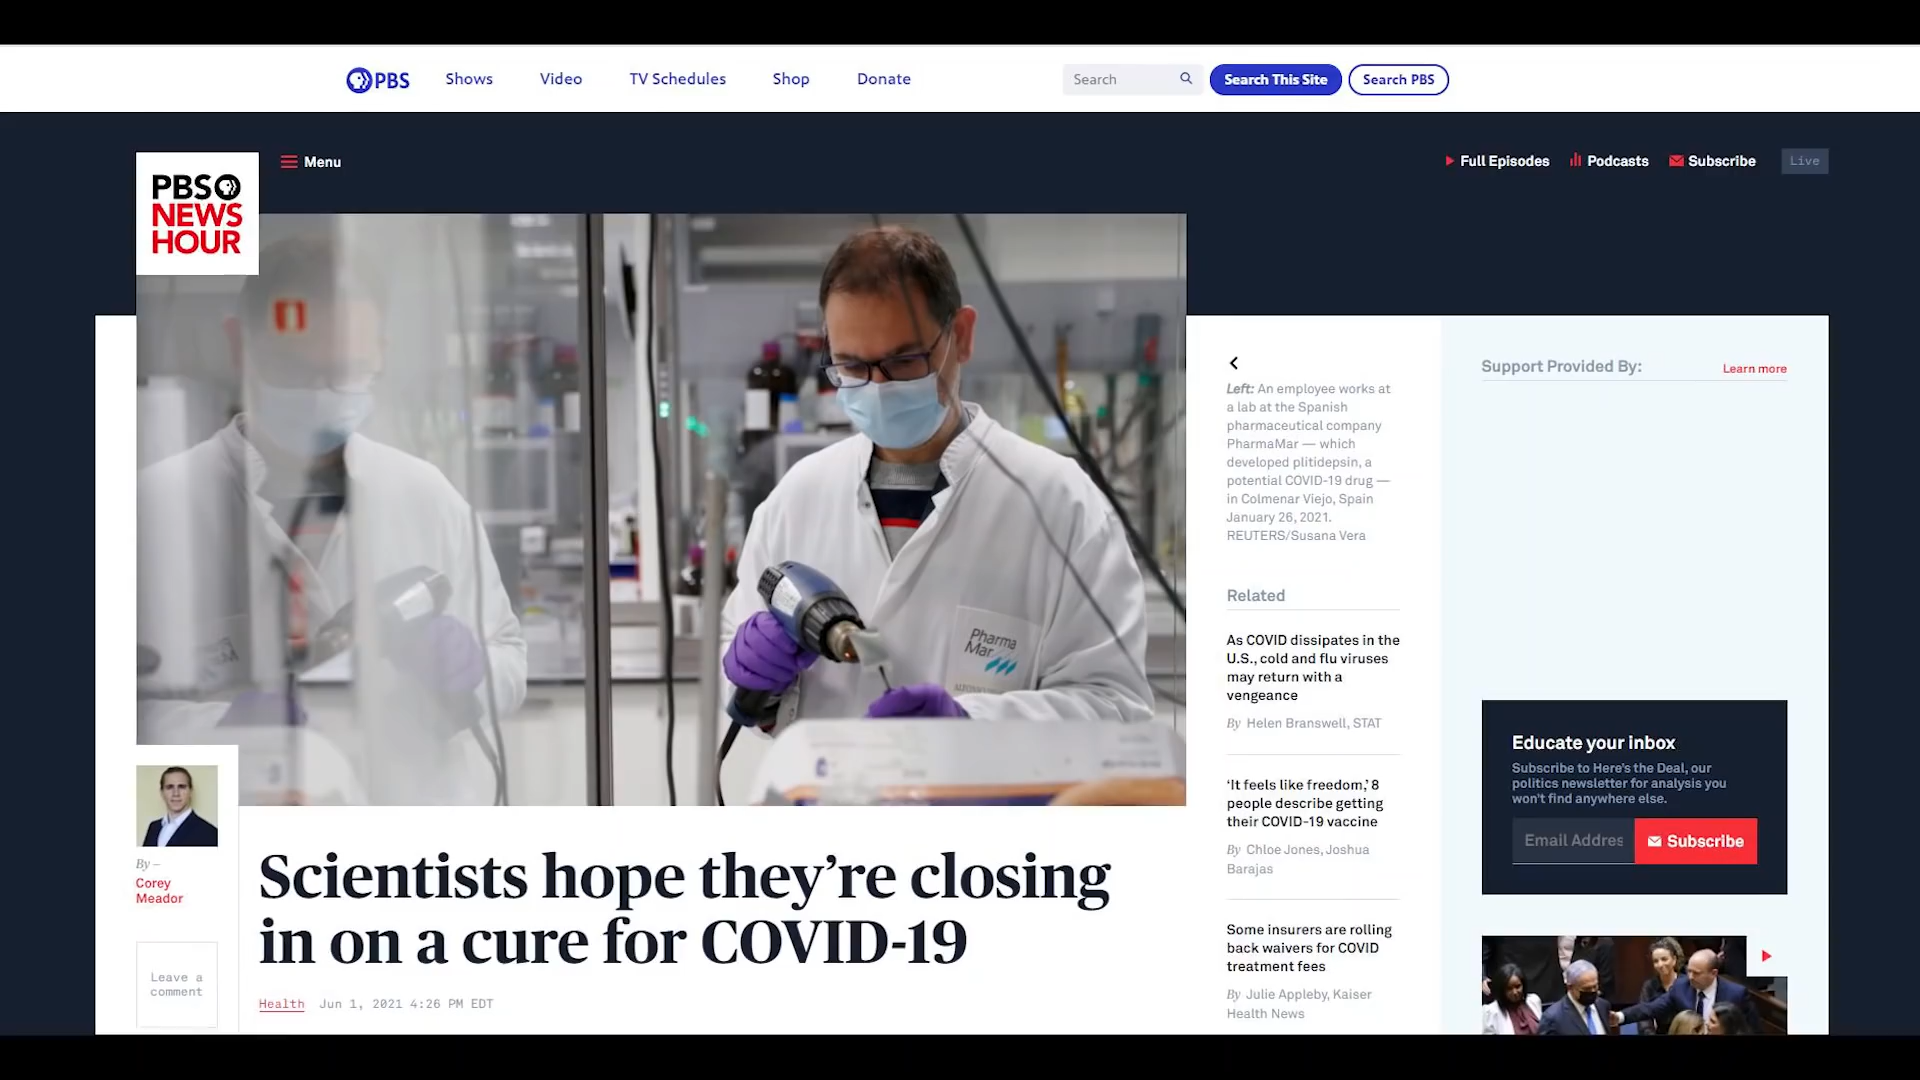 PBS
Shows
Video
TV Schedules
Shop
Donate
Search
Search This Site
Search PBS
PBS
NEWS
HOUR
Menu
Full Episodes
Podcasts
Subscribe
Live
Pharma
Mar
Left: An employee works at
a lab at the Spanish
pharmaceutical company
PharmaMar — which
developed plitidepsin, a
potential COVID-19 drug —
in Colmenar Viejo, Spain
January 26, 2021.
REUTERS/Susana Vera
Related
As COVID dissipates in the
U.S., cold and flu viruses
may return with a
vengeance
By Helen Branswell, STAT
‘It feels like freedom,’ 8
people describe getting
their COVID-19 vaccine
By Chloe Jones, Joshua
Barajas
Some insurers are rolling
back waivers for COVID
treatment fees
By Julie Appleby, Kaiser
Health News
Support Provided By:
Learn more
Educate your inbox
Subscribe to Here’s the Deal, our
politics newsletter for analysis you
won’t find anywhere else.
Email Addres
Subscribe
By –
Corey
Meador
Leave a
comment
Scientists hope they’re closing
in on a cure for COVID-19
Health Jun 1, 2021 4:26 PM EDT